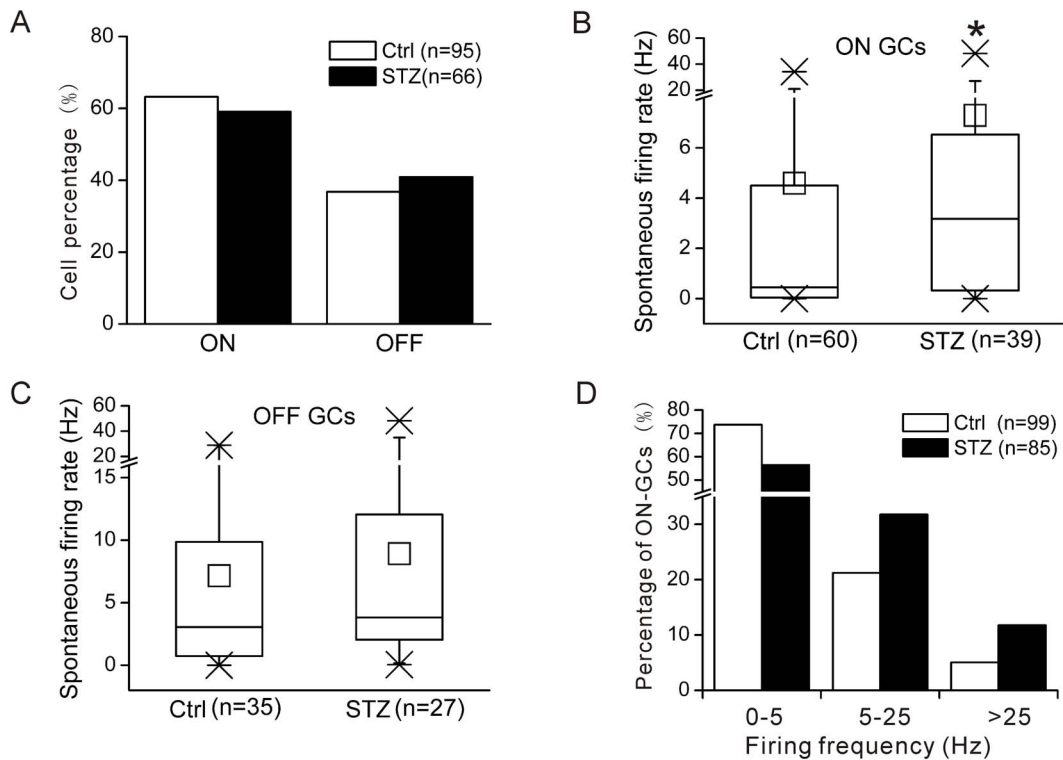 A
80
60
40
20
0
Cell percentage (%)
Ctrl (n=95)
STZ(n=66)
ON OFF
B
60
40
20
6
4
2
0
Spontaneous firing rate (Hz)
ON GCs
*
Ctrl (n=60) STZ (n=39)
C
60
40
20
15
10
5
0
Spontaneous firing rate (Hz)
OFF GCs
Ctrl (n=35) STZ (n=27)
D
80
70
60
50
30
20
10
0
Percentage of ON-GCs (%)
Ctrl (n=99)
STZ (n=85)
0-5 5-25 >25
Firing frequency (Hz)